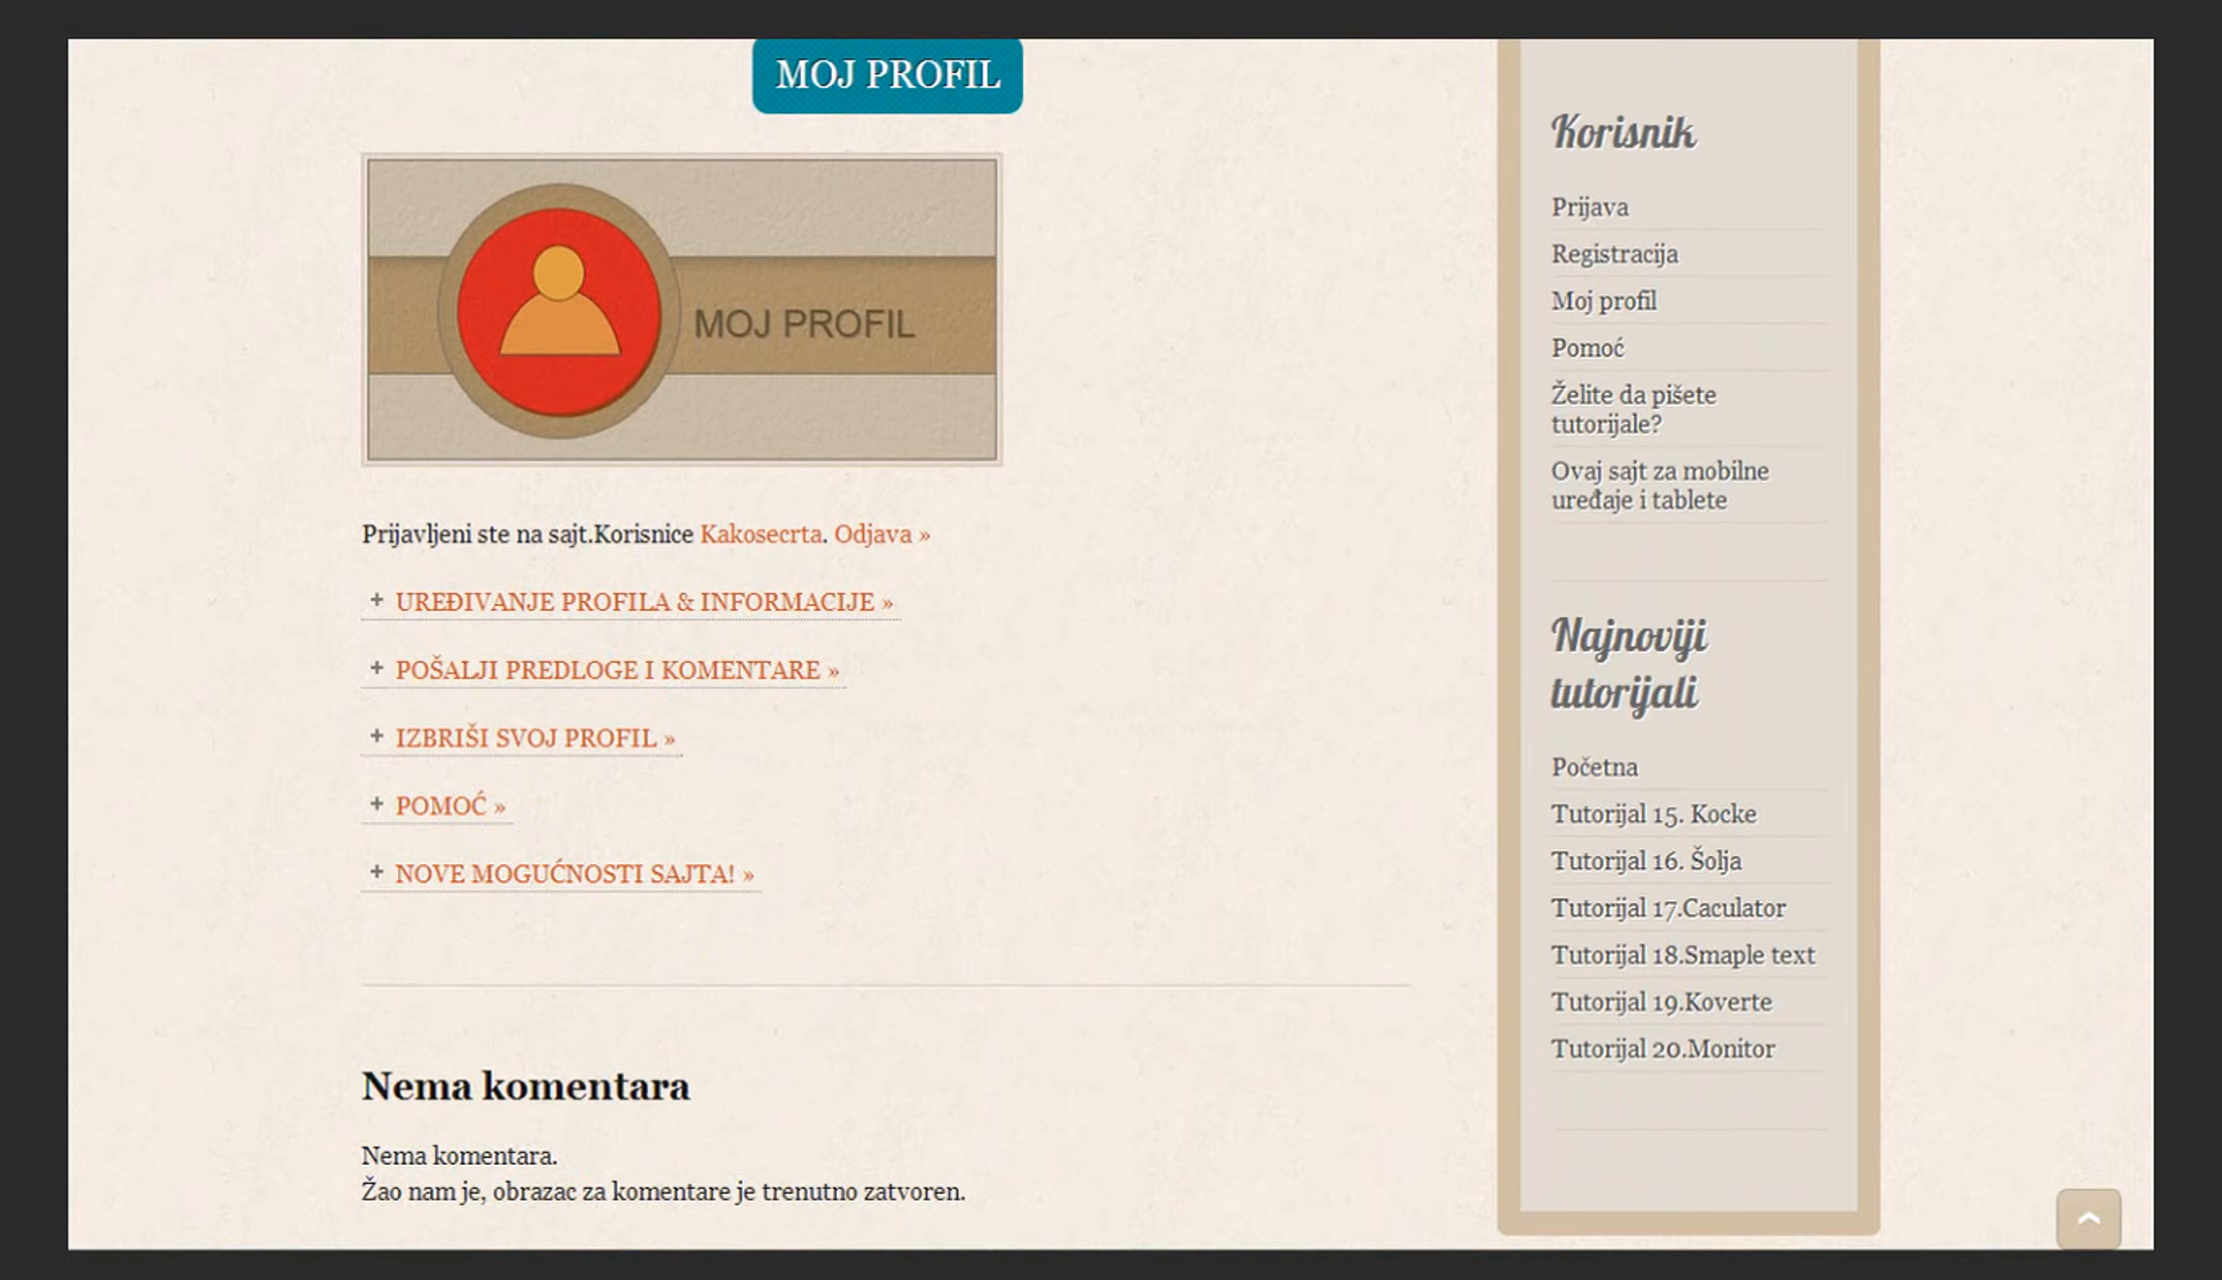 MOJ PROFIL
MOJ PROFIL
Prijavljeni ste na sajt.Korisnice Kakosecrta. Odjava »
+ UREĐIVANJE PROFILA & INFORMACIJE »
+ POŠALJI PREDLOGE I KOMENTARE »
+ IZBRIŠI SVOJ PROFIL »
+ POMOĆ »
+ NOVE MOGUĆNOSTI SAJTA! »
Nema komentara
Nema komentara.
Žao nam je, obrazac za komentare je trenutno zatvoren.
Korisnik
Prijava
Registracija
Moj profil
Pomoć
Želite da pišete
tutorijale?
Ovaj sajt za mobilne
uređaje i tablete
Najnoviji
tutorijali
Početna
Tutorijal 15. Kocke
Tutorijal 16. Šolja
Tutorijal 17.Caculator
Tutorijal 18.Smaple text
Tutorijal 19.Koverte
Tutorijal 20.Monitor